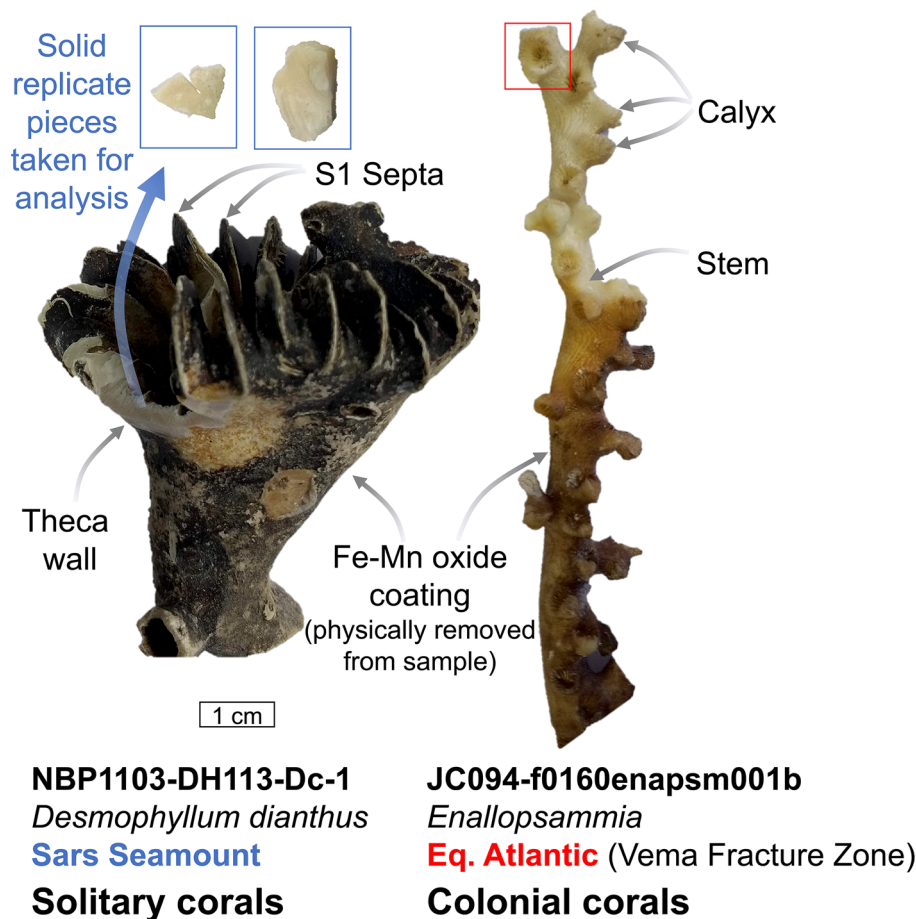 Solid
replicate
pieces
taken for
analysis
S1 Septa
Calyx
Stem
Theca
wall
Fe-Mn oxide
coating
(physically removed
from sample)
1 cm
NBP1103-DH113-Dc-1
Desmophyllum dianthus
Sars Seamount
Solitary corals
JC094-f0160enapsm001b
Enallopsammia
Eq. Atlantic (Vema Fracture Zone)
Colonial corals